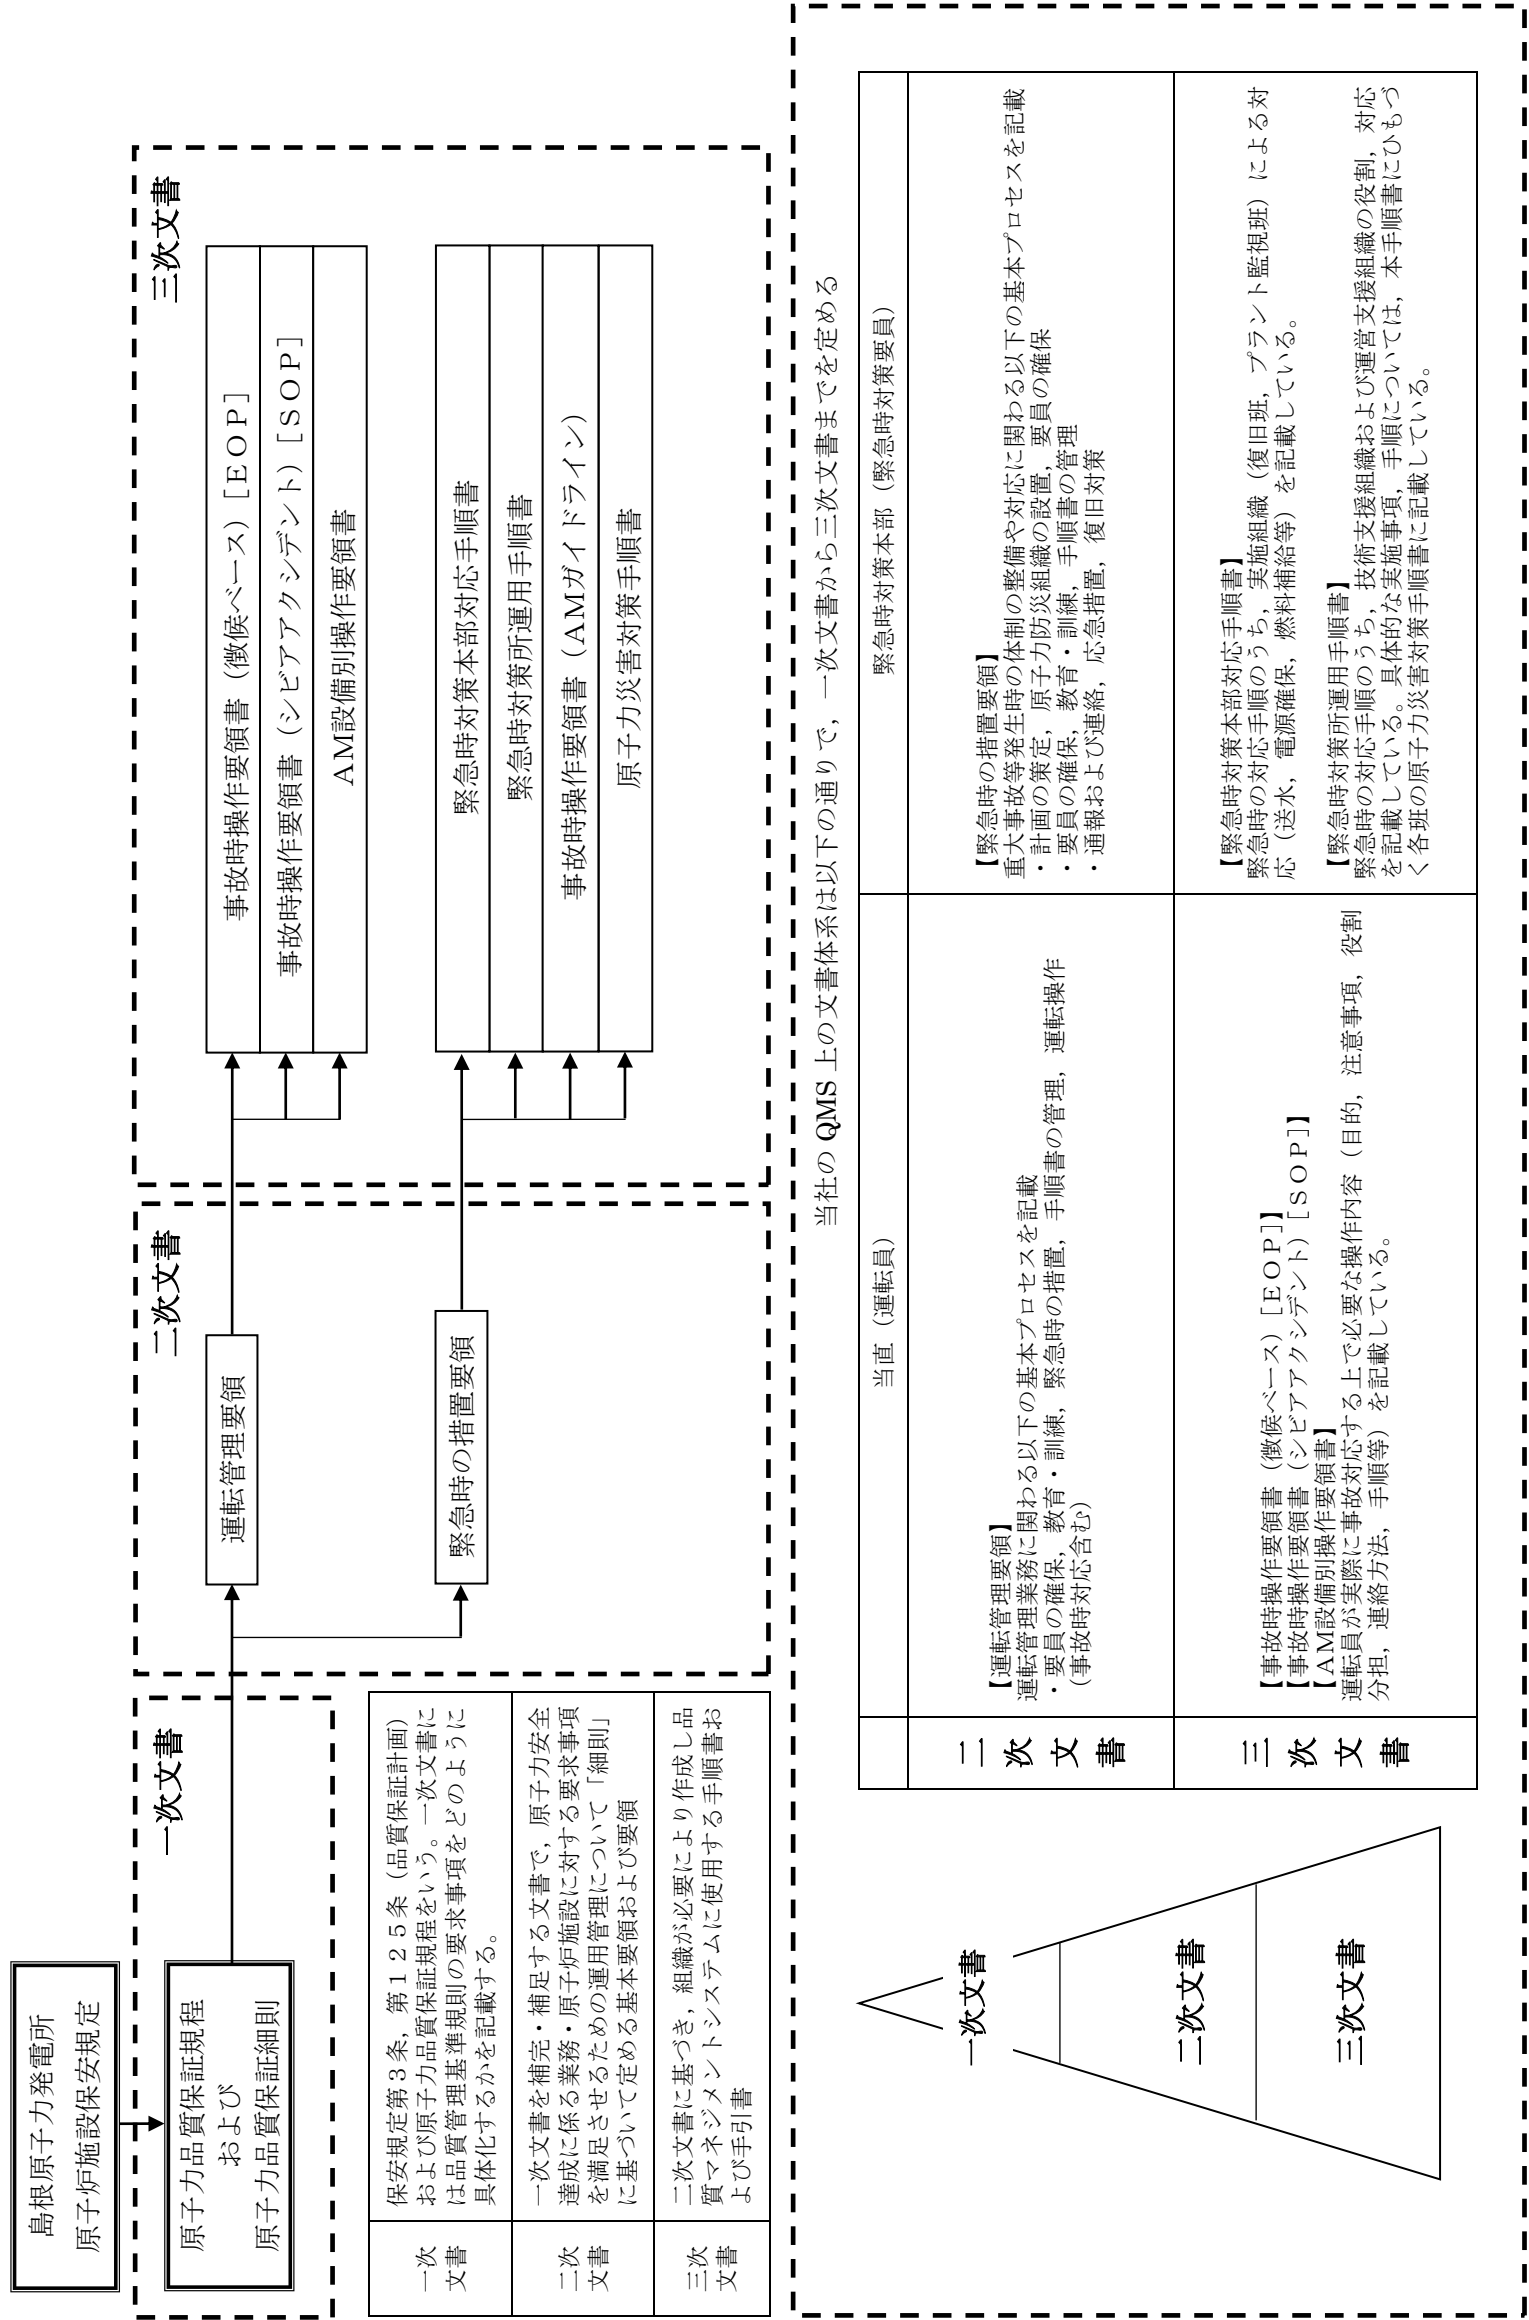 島根原子力発電所
原子炉施設保安規定
一次文書
原子力品質保証規程
および
原子力品質保証細則
二次文書
運転管理要領
緊急時の措置要領
三次文書
事故時操作要領書（徴候ベース）［ＥＯＰ］
事故時操作要領書（シビアアクシデント）［ＳＯＰ］
AM設備別操作要領書
緊急時対策本部対応手順書
緊急時対策所運用手順書
事故時操作要領書（AMガイドライン）
原子力災害対策手順書
一次
文書
保安規定第３条，第１２５条（品質保証計画）
および原子力品質保証規程をいう。一次文書に
は品質管理基準規則の要求事項をどのように
具体化するかを記載する。
二次
文書
一次文書を補完・補足する文書で，原子力安全
達成に係る業務・原子炉施設に対する要求事項
を満足させるための運用管理について「細則」
に基づいて定める基本要領および要領
三次
文書
二次文書に基づき，組織が必要により作成し品
質マネジメントシステムに使用する手順書お
よび手引書
当社の QMS 上の文書体系は以下の通りで，一次文書から三次文書までを定める
一次文書
二次文書
三次文書
当直（運転員）
緊急時対策本部（緊急時対策要員）
二次文書
【運転管理要領】
運転管理業務に関わる以下の基本プロセスを記載
・要員の確保，教育・訓練，緊急時の措置，手順書の管理，運転操作
（事故時対応含む）
【緊急時の措置要領】
重大事故等発生時の体制の整備や対応に関わる以下の基本プロセスを記載
・計画の策定，原子力防災組織の設置，要員の確保
・要員の確保，教育・訓練，手順書の管理
・通報および連絡，応急措置，復旧対策
三次文書
【事故時操作要領書（徴候ベース）［ＥＯＰ］】
【事故時操作要領書（シビアアクシデント）［ＳＯＰ］】
【AM設備別操作要領書】
運転員が実際に事故対応する上で必要な操作内容（目的，注意事項，役割
分担，連絡方法，手順等）を記載している。
【緊急時対策本部対応手順書】
緊急時の対応手順のうち，実施組織（復旧班，プラント監視班）による対
応（送水，電源確保，燃料補給等）を記載している。
【緊急時対策所運用手順書】
緊急時の対応手順のうち，技術支援組織および運営支援組織の役割，対応
を記載している。具体的な実施事項，手順については，本手順書にひもづ
く各班の原子力災害対策手順書に記載している。